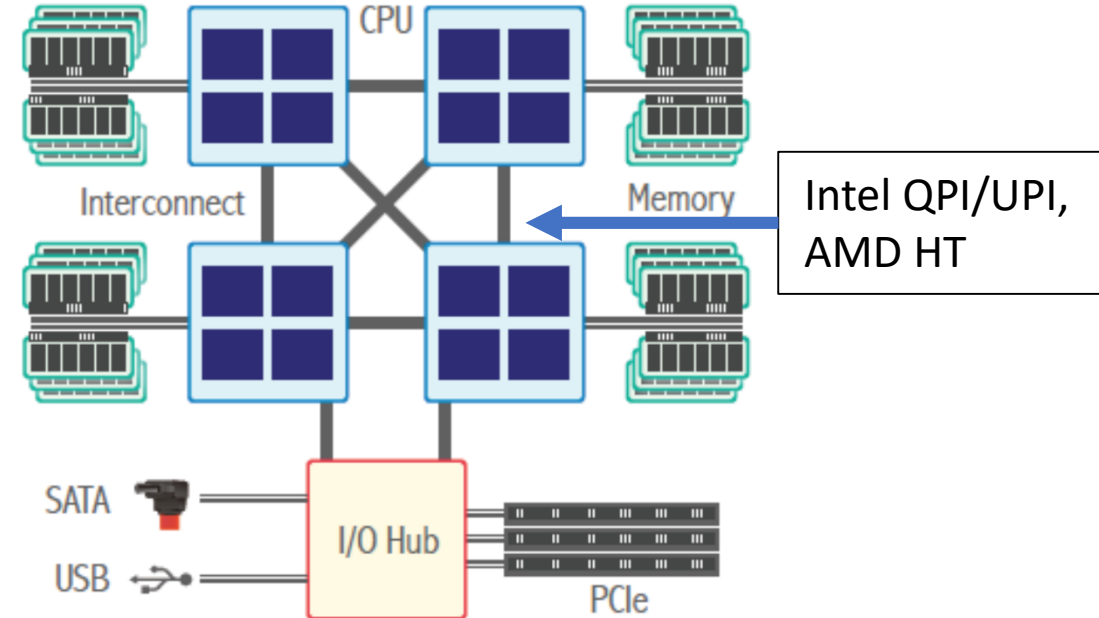 CPU
Interconnect
Memory
Intel QPI/UPI,
AMD HT
SATA
I/O Hub
USB
PCIe